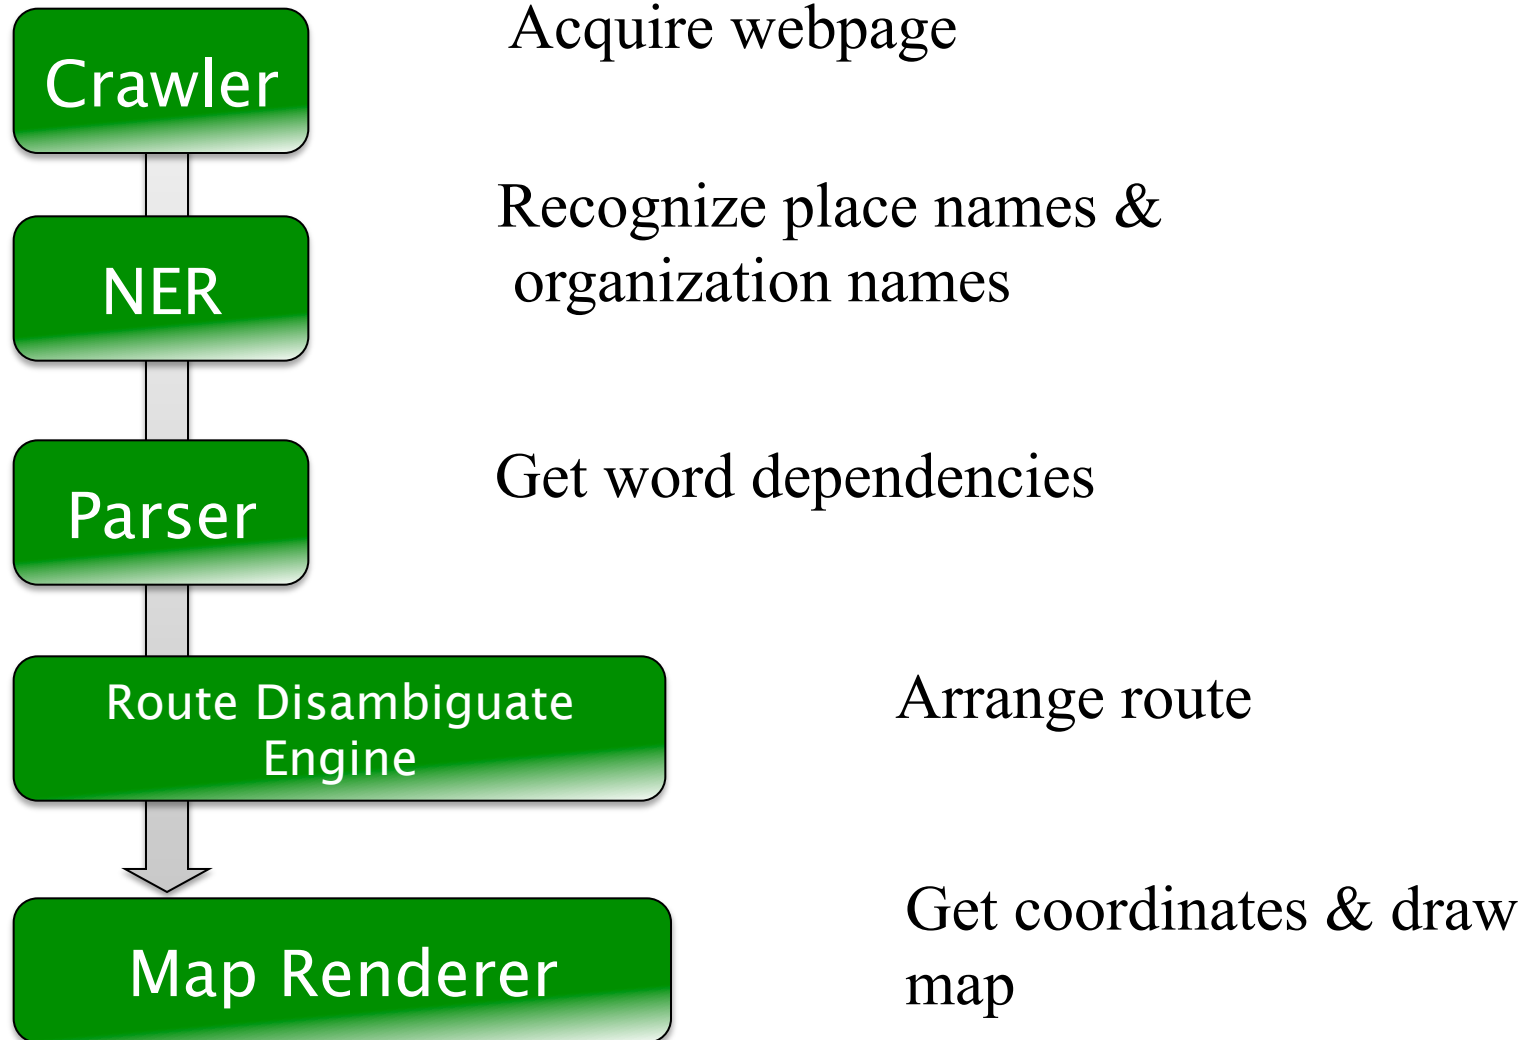 Crawler
Acquire webpage
NER
Recognize place names &
organization names
Parser
Get word dependencies
Route Disambiguate
Engine
Arrange route
Map Renderer
Get coordinates & draw
map